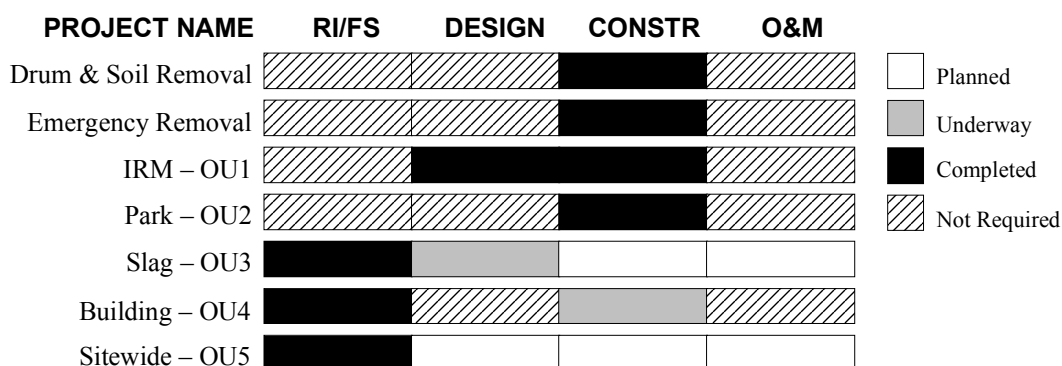 PROJECT NAME RI/FS DESIGN CONSTR O&M
Drum & Soil Removal
Emergency Removal
IRM – OU1
Park – OU2
Slag – OU3
Building – OU4
Sitewide – OU5
Planned
Underway
Completed
Not Required